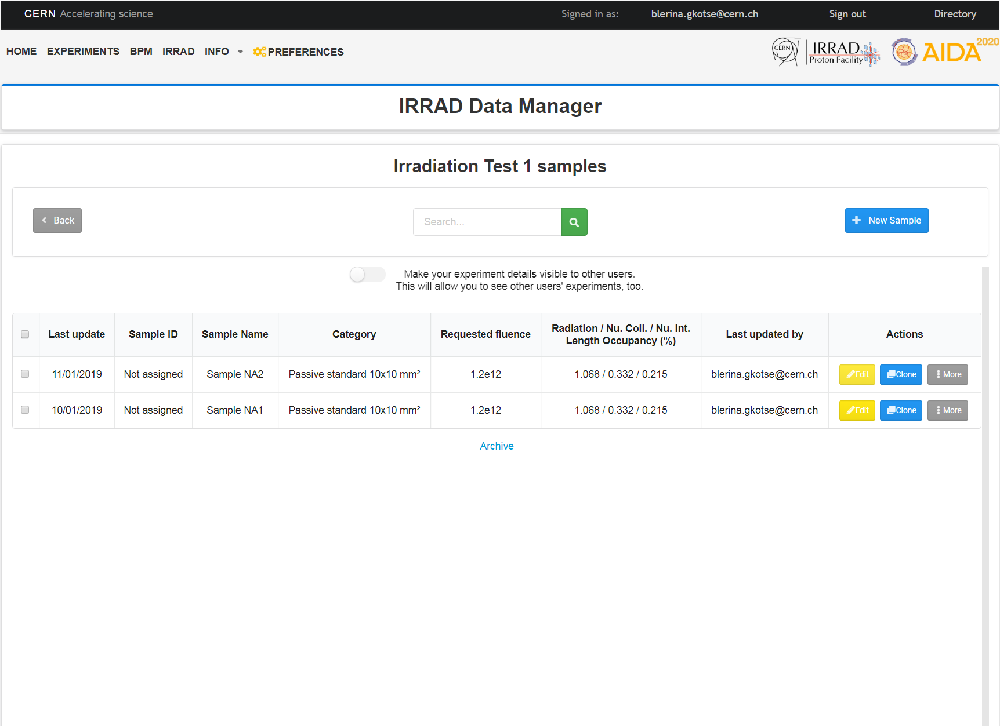 CERN Accelerating science
Signed in as: blerina.gkotse@cern.ch Sign out Directory
HOME EXPERIMENTS BPM IRRAD INFO PREFERENCES
CERN IRRAD Proton Facility
AIDA 2020
IRRAD Data Manager
Irradiation Test 1 samples
Back
Search...
New Sample
Make your experiment details visible to other users.
This will allow you to see other users' experiments, too.
Last update Sample ID Sample Name Category Requested fluence Radiation / Nu. Coll. / Nu. Int. Length Occupancy (%) Last updated by Actions
11/01/2019 Not assigned Sample NA2 Passive standard 10x10 mm² 1.2e12 1.068 / 0.332 / 0.215 blerina.gkotse@cern.ch Edit Clone More
10/01/2019 Not assigned Sample NA1 Passive standard 10x10 mm² 1.2e12 1.068 / 0.332 / 0.215 blerina.gkotse@cern.ch Edit Clone More
Archive